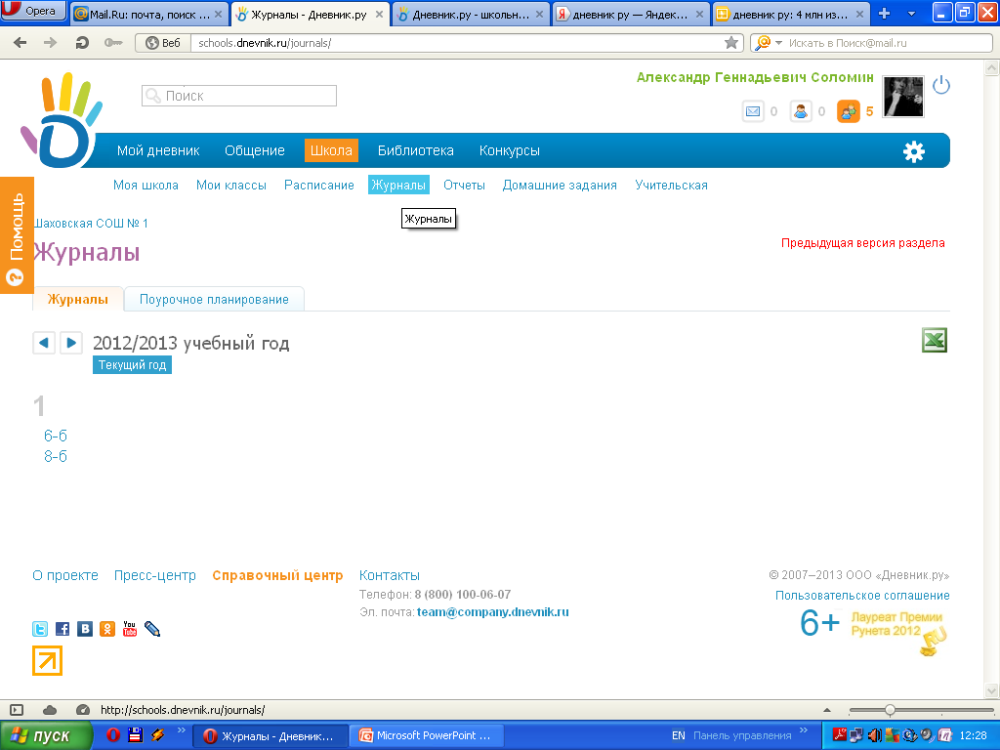 Opera
Mail.Ru: почта, поиск ...
Журналы - Дневник.ру
Дневник.ру - школьн...
дневник ру — Яндек...
дневник ру: 4 млн из...
Веб
schools.dnevnik.ru/journals/
Искать в Поиск@mail.ru
Александр Геннадьевич Соломин
Поиск
0
0
5
Мой дневник
Общение
Школа
Библиотека
Конкурсы
Моя школа
Мои классы
Расписание
Журналы
Отчеты
Домашние задания
Учительская
Журналы
Помощь
Шаховская СОШ № 1
Журналы
Предыдущая версия раздела
Журналы
Поурочное планирование
2012/2013 учебный год
Текущий год
1
6-б
8-б
О проекте
Пресс-центр
Справочный центр
Контакты
Телефон: 8 (800) 100-06-07
Эл. почта: team@company.dnevnik.ru
© 2007–2013 ООО «Дневник.ру»
Пользовательское соглашение
6+
Лауреат Премии
Рунета 2012
You
Tube
http://schools.dnevnik.ru/journals/
пуск
Журналы - Дневник...
Microsoft PowerPoint ...
EN
Панель управления
12:28